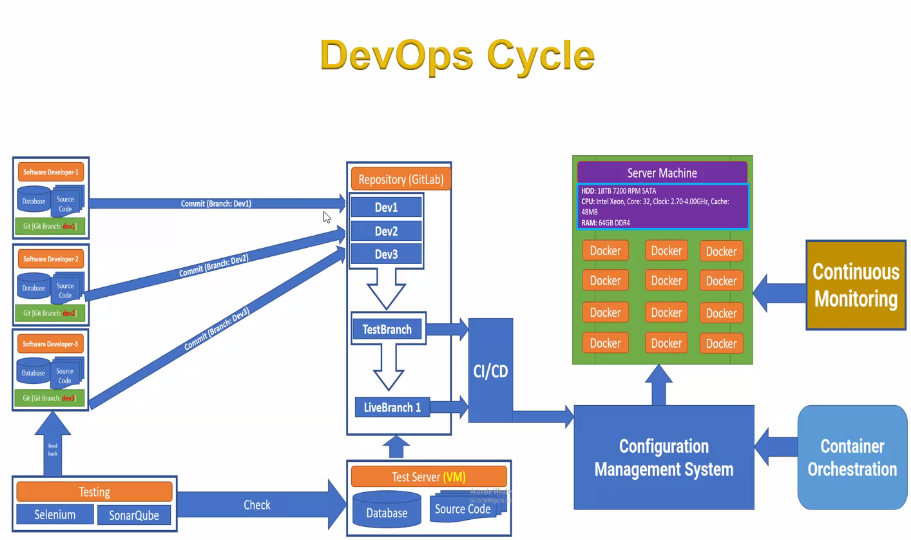 DevOps Cycle
Software Developer-1
Database
Source
Code
Git [Git Branch: dev1]
Software Developer-2
Database
Source
Code
Git [Git Branch: dev2]
Software Developer-3
Database
Source
Code
Git [Git Branch: dev3]
Commit (Branch: Dev1)
Commit (Branch: Dev2)
Commit (Branch: Dev3)
feed
back
Testing
Selenium
SonarQube
Check
Repository (GitLab)
Dev1
Dev2
Dev3
TestBranch
LiveBranch 1
Test Server (VM)
Database
Source Code
CI/CD
Server Machine
HDD: 18TB 7200 RPM SATA
CPU: Intel Xeon, Core: 32, Clock: 2.70-4.00GHz, Cache:
48MB
RAM: 64GB DDR4
Docker Docker Docker
Docker Docker Docker
Docker Docker Docker
Docker Docker Docker
Continuous
Monitoring
Configuration
Management System
Container
Orchestration